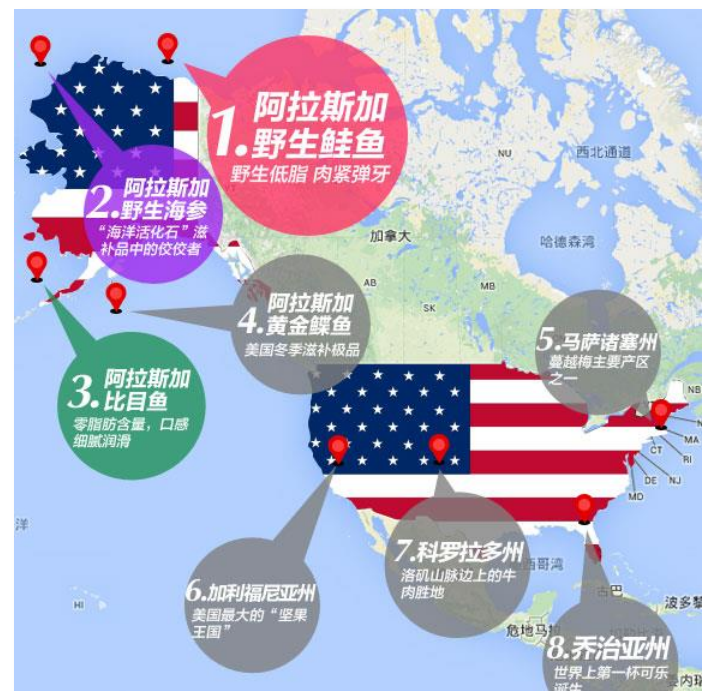 1.
阿拉斯加
野生鲑鱼
野生低脂 肉紧弹牙
2.
阿拉斯加
野生海参
“海洋活化石”滋
补品中的佼佼者
3.
阿拉斯加
比目鱼
零脂肪含量，口感
细腻润滑
4.
阿拉斯加
黄金鲽鱼
美国冬季滋补极品
5.马萨诸塞州
蔓越梅主要产区
之一
6.加利福尼亚州
美国最大的“坚果
王国”
7.科罗拉多州
洛矶山脉边上的牛
肉胜地
8.乔治亚州
世界上第一杯可乐
诞生
NU
西北通道
加拿大
哈德森湾
AB
MB
SK
NB
N
MA
CT
RI
DE
NJ
MD
洋
HI
西哥湾
古巴
波多黎
危地马拉
委内瑞